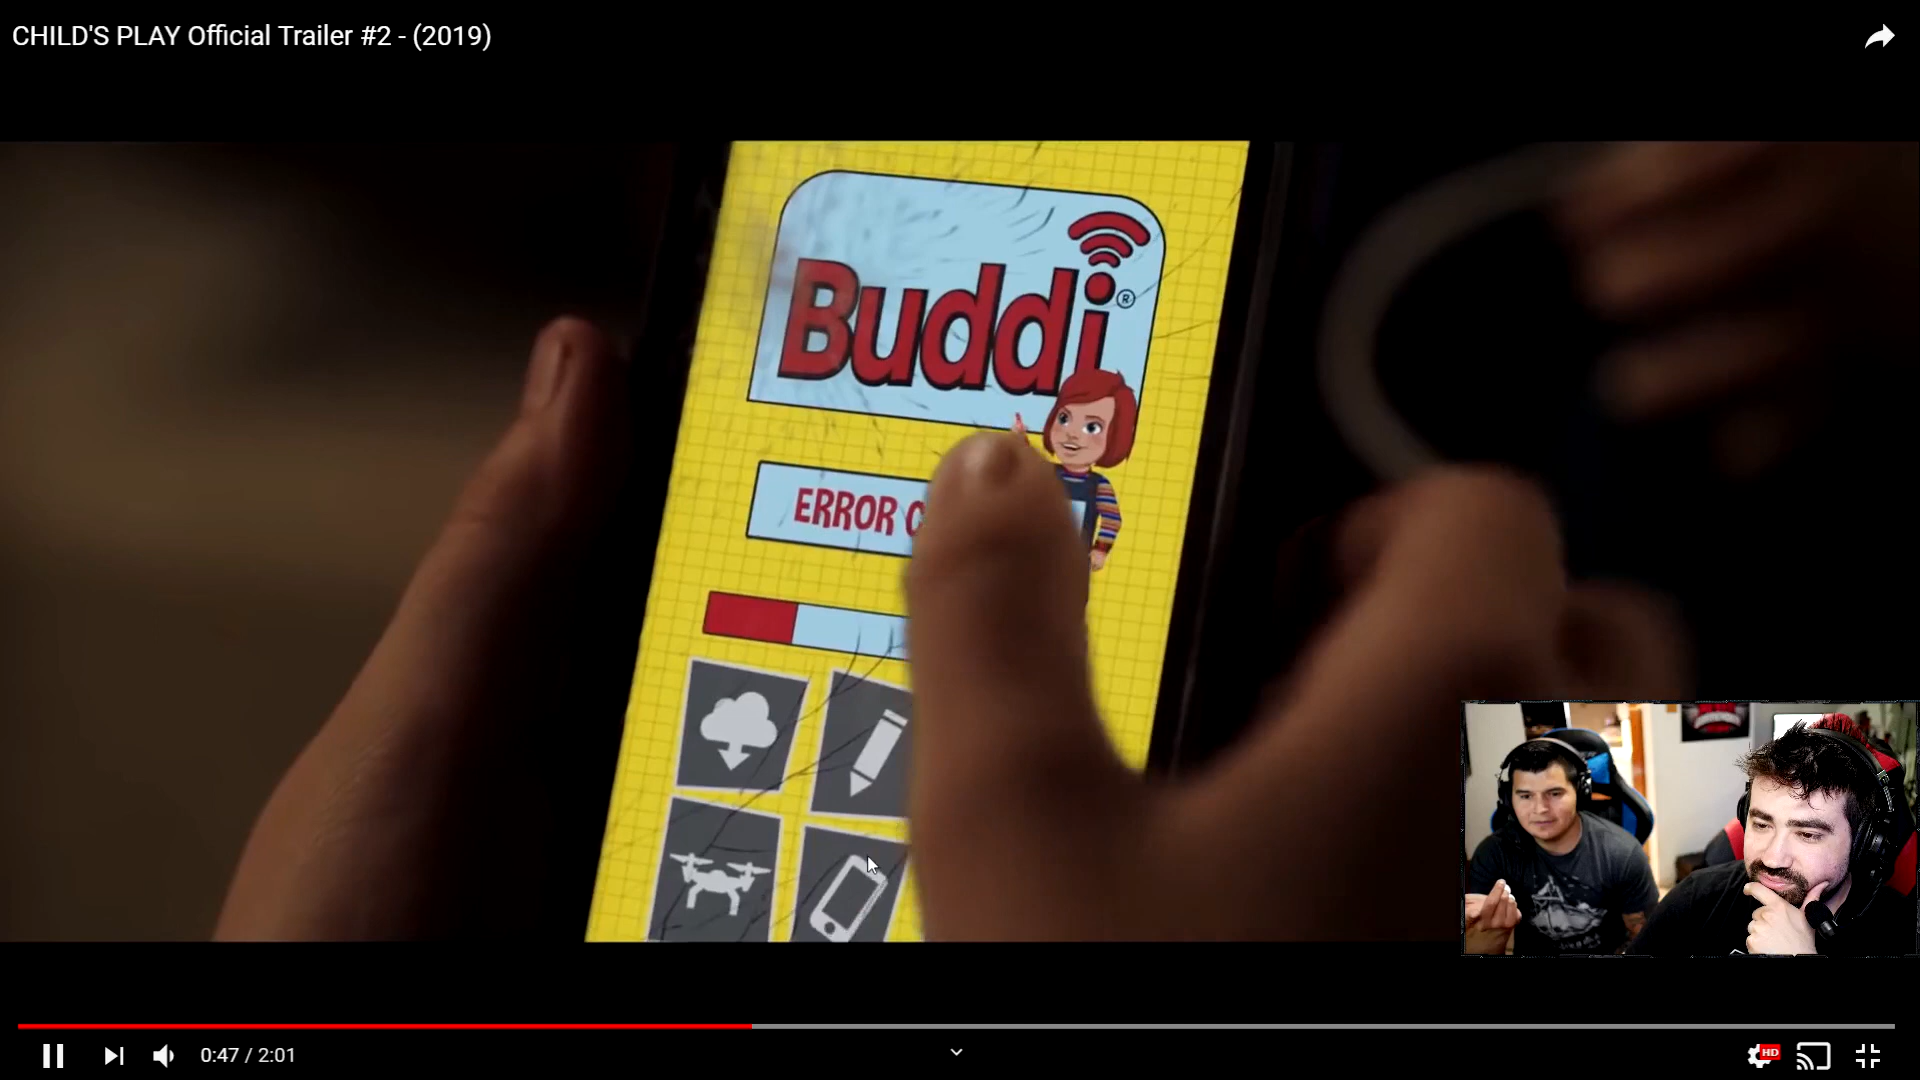 CHILD'S PLAY Official Trailer #2 - (2019)
Buddi®
ERROR
0:47 / 2:01
HD